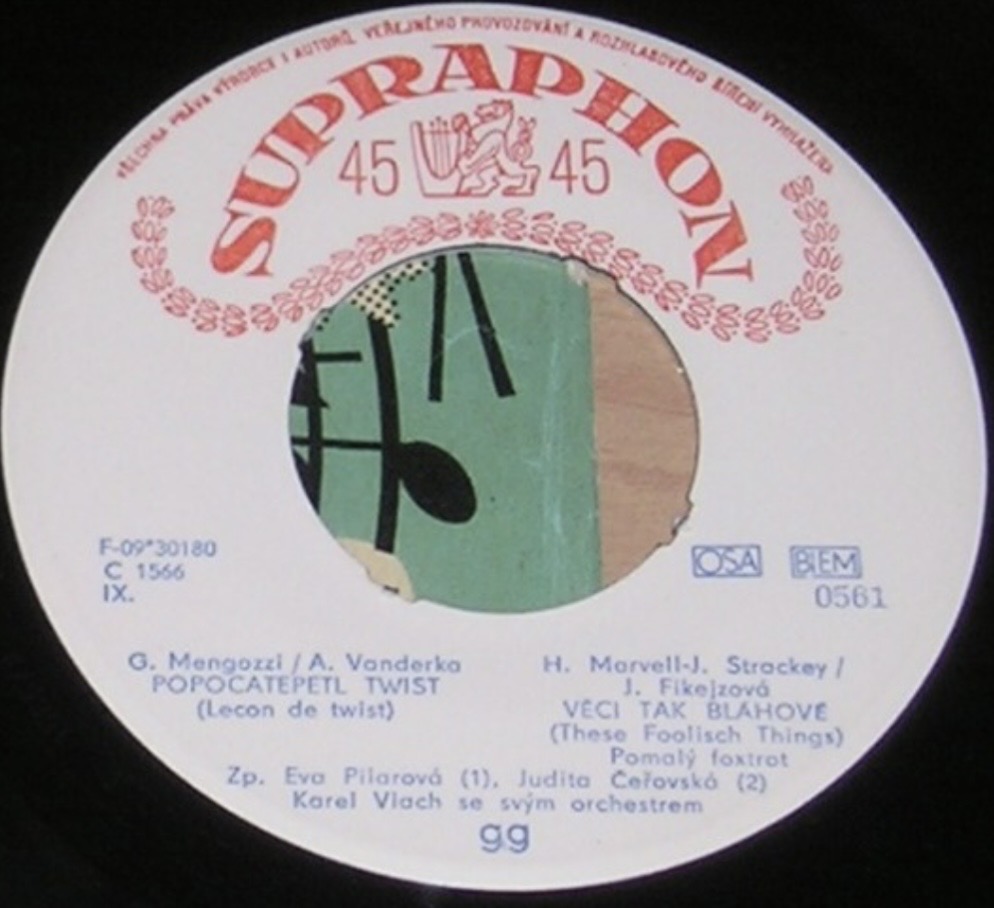 VŠECHNA PRÁVA VÝROBCE I AUTORŮ, VEŘEJNÉHO PROVOZOVÁNÍ A ROZHLASOVÉHO ŠÍŘENÍ VYHRAŽENA
SUPRAPHON
45 45
F-09*30180
C 1566
IX.
OSA BIEM
0561
G. Mengozzi / A. Vanderka
POPOCATEPETL TWIST
(Lecon de twist)
H. Marvell-J. Strackey /
J. Fikejzová
VĚCI TAK BLÁHOVÉ
(These Foolisch Things)
Pomalý foxtrot
Zp. Eva Pilarová (1), Judita Čeřovská (2)
Karel Vlach se svým orchestrem
gg